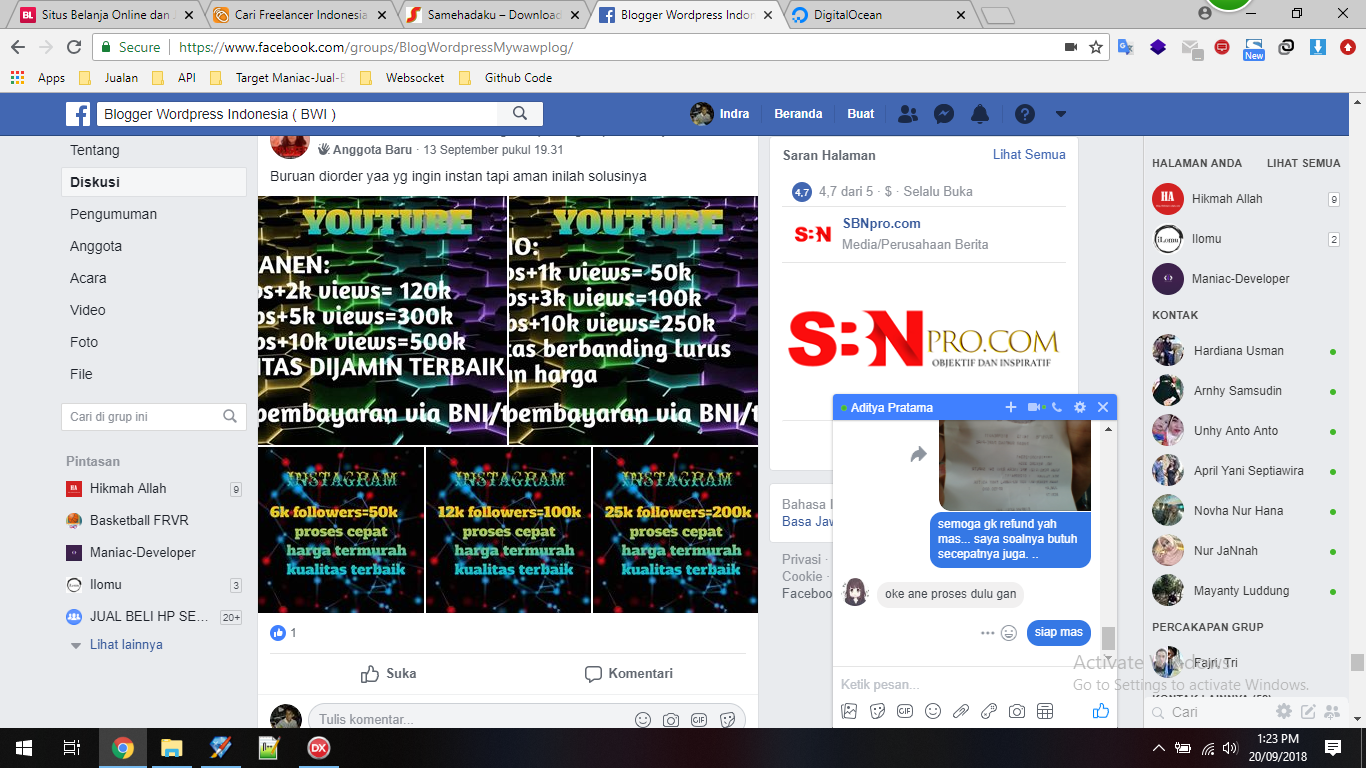 Situs Belanja Online dan
Cari Freelancer Indonesia
Samehadaku – Download
Blogger Wordpress Indon
DigitalOcean
Secure
https://www.facebook.com/groups/BlogWordpressMywawplog/
New
Apps
Jualan
API
Target Maniac-Jual-B
Websocket
Github Code
Blogger Wordpress Indonesia ( BWI )
Indra
Beranda
Buat
Tentang
Diskusi
Pengumuman
Anggota
Acara
Video
Foto
File
Cari di grup ini
Pintasan
Hikmah Allah 9
Basketball FRVR
Maniac-Developer
Ilomu 3
JUAL BELI HP SE... 20+
Lihat lainnya
Anggota Baru · 13 September pukul 19.31
Buruan diorder yaa yg ingin instan tapi aman inilah solusinya
YOUTUBE
ANEN:
os+2k views= 120k
os+5k views=300k
os+10k views=500k
ITAS DIJAMIN TERBAIK
pembayaran via BNI/t
YOUTUBE
IO:
os+1k views= 50k
os+3k views=100k
os+10k views=250k
tas berbanding lurus
an harga
pembayaran via BNI/t
INSTAGRAM
6k followers=50k
proses cepat
harga termurah
kualitas terbaik
INSTAGRAM
12k followers=100k
proses cepat
harga termurah
kualitas terbaik
INSTAGRAM
25k followers=200k
proses cepat
harga termurah
kualitas terbaik
1
Suka
Komentari
Tulis komentar...
GIF
Saran Halaman
Lihat Semua
4,7
4,7 dari 5 · $ · Selalu Buka
SBN
SBNpro.com
Media/Perusahaan Berita
SBNPRO.COM
OBJEKTIF DAN INSPIRATIF
Bahasa
Basa Jaw
Privasi ·
Cookie ·
Faceboo
Aditya Pratama
semoga gk refund yah
mas... saya soalnya butuh
secepatnya juga. ..
oke ane proses dulu gan
siap mas
Ketik pesan...
GIF
HALAMAN ANDA
LIHAT SEMUA
HA
Hikmah Allah 9
Ilomu 2
Maniac-Developer
KONTAK
Hardiana Usman
Arnhy Samsudin
Unhy Anto Anto
April Yani Septiawira
Novha Nur Hana
Nur JaNnah
Mayanty Luddung
PERCAKAPAN GRUP
Fajri, Tri
Activate Windows
Go to Settings to activate Windows.
Cari
DX
1:23 PM
20/09/2018